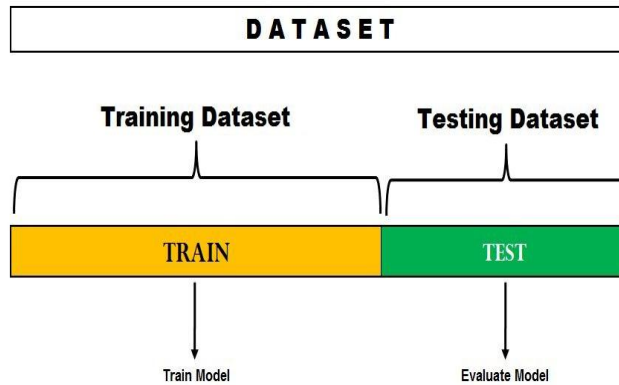 DATASET
Training Dataset
Testing Dataset
TRAIN
TEST
Train Model
Evaluate Model